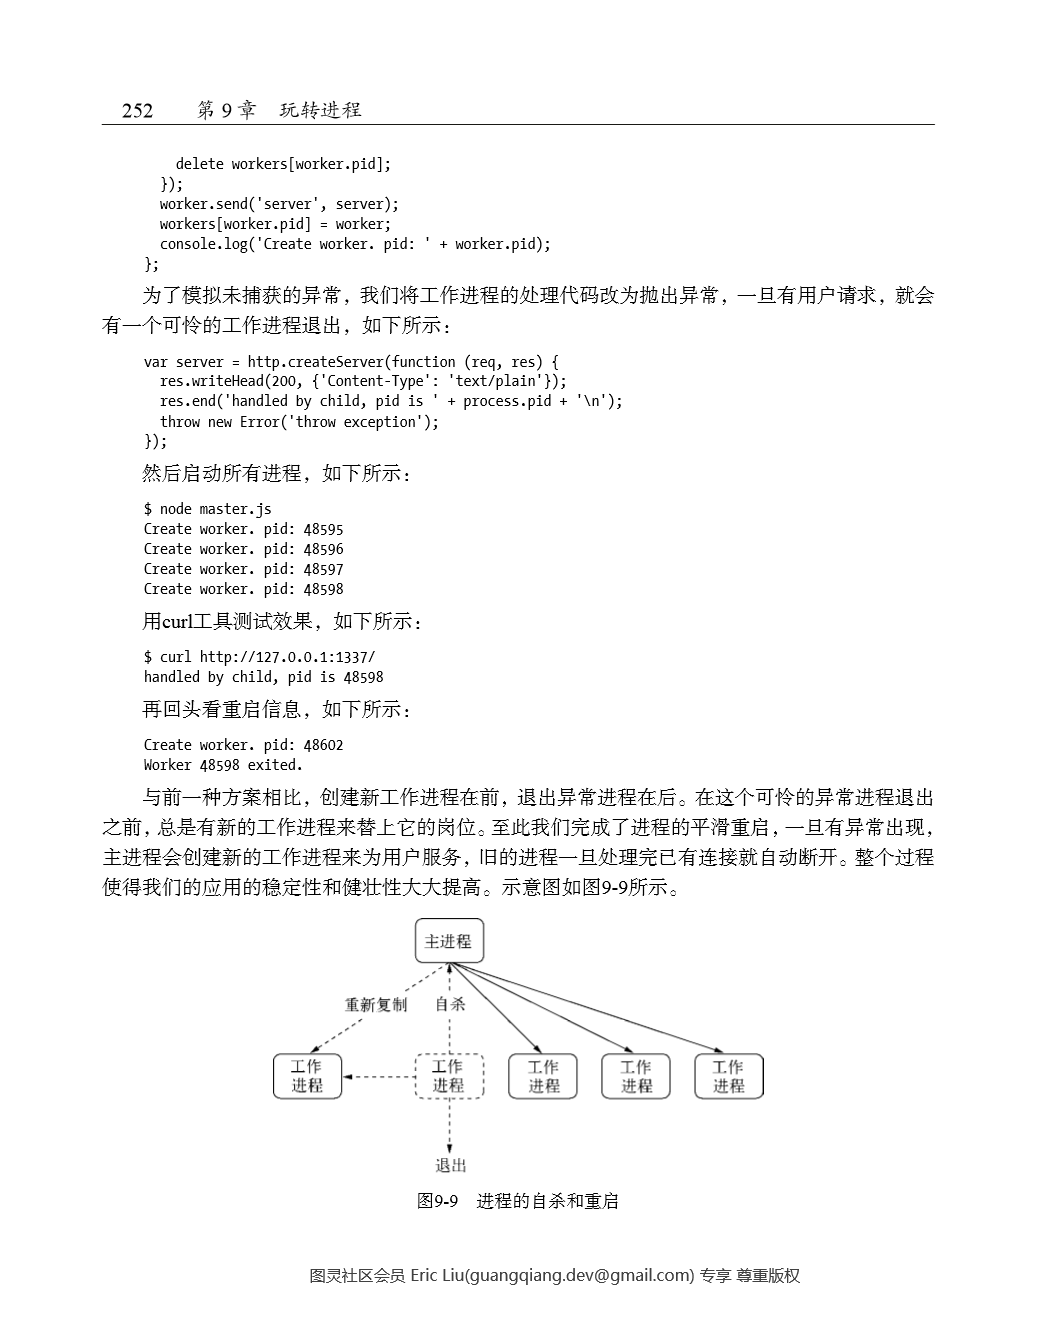 252 第 9 章 玩转进程
delete workers[worker.pid];
});
worker.send('server', server);
workers[worker.pid] = worker;
console.log('Create worker. pid: ' + worker.pid);
};
为了模拟未捕获的异常，我们将工作进程的处理代码改为抛出异常，一旦有用户请求，就会
有一个可怜的工作进程退出，如下所示：
var server = http.createServer(function (req, res) {
res.writeHead(200, {'Content-Type': 'text/plain'});
res.end('handled by child, pid is ' + process.pid + '\n');
throw new Error('throw exception');
});
然后启动所有进程，如下所示：
$ node master.js
Create worker. pid: 48595
Create worker. pid: 48596
Create worker. pid: 48597
Create worker. pid: 48598
用curl工具测试效果，如下所示：
$ curl http://127.0.0.1:1337/
handled by child, pid is 48598
再回头看重启信息，如下所示：
Create worker. pid: 48602
Worker 48598 exited.
与前一种方案相比，创建新工作进程在前，退出异常进程在后。在这个可怜的异常进程退出
之前，总是有新的工作进程来替上它的岗位。至此我们完成了进程的平滑重启，一旦有异常出现，
主进程会创建新的工作进程来为用户服务，旧的进程一旦处理完已有连接就自动断开。整个过程
使得我们的应用的稳定性和健壮性大大提高。示意图如图9-9所示。
主进程
重新复制 自杀
工作 工作 工作 工作 工作
进程 进程 进程 进程 进程
退出
图9-9 进程的自杀和重启
图灵社区会员 Eric Liu(guangqiang.dev@gmail.com) 专享 尊重版权